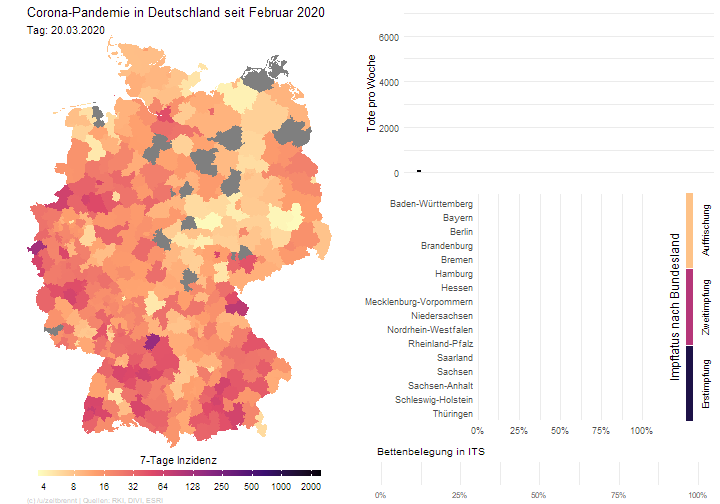 Corona-Pandemie in Deutschland seit Februar 2020
Tag: 20.03.2020
7-Tage Inzidenz
4 8 16 32 64 128 250 500 1000 2000
(c) /u/zeitbrennt | Quellen: RKI, DIVI, ESRI
Tote pro Woche
6000
4000
2000
0
Baden-Württemberg
Bayern
Berlin
Brandenburg
Bremen
Hamburg
Hessen
Mecklenburg-Vorpommern
Niedersachsen
Nordrhein-Westfalen
Rheinland-Pfalz
Saarland
Sachsen
Sachsen-Anhalt
Schleswig-Holstein
Thüringen
0% 25% 50% 75% 100%
Impfstatus nach Bundesland
Auffrischung
Zweitimpfung
Erstimpfung
Bettenbelegung in ITS
0% 25% 50% 75% 100%